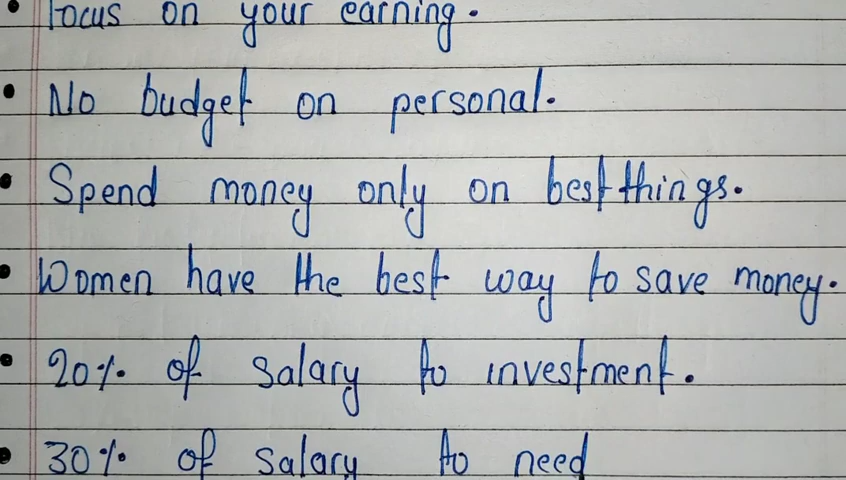 • Focus on your earning.
• No budget on personal.
• Spend money only on best things.
• Women have the best way to save money.
• 20% of salary to investment.
• 30% of salary to need